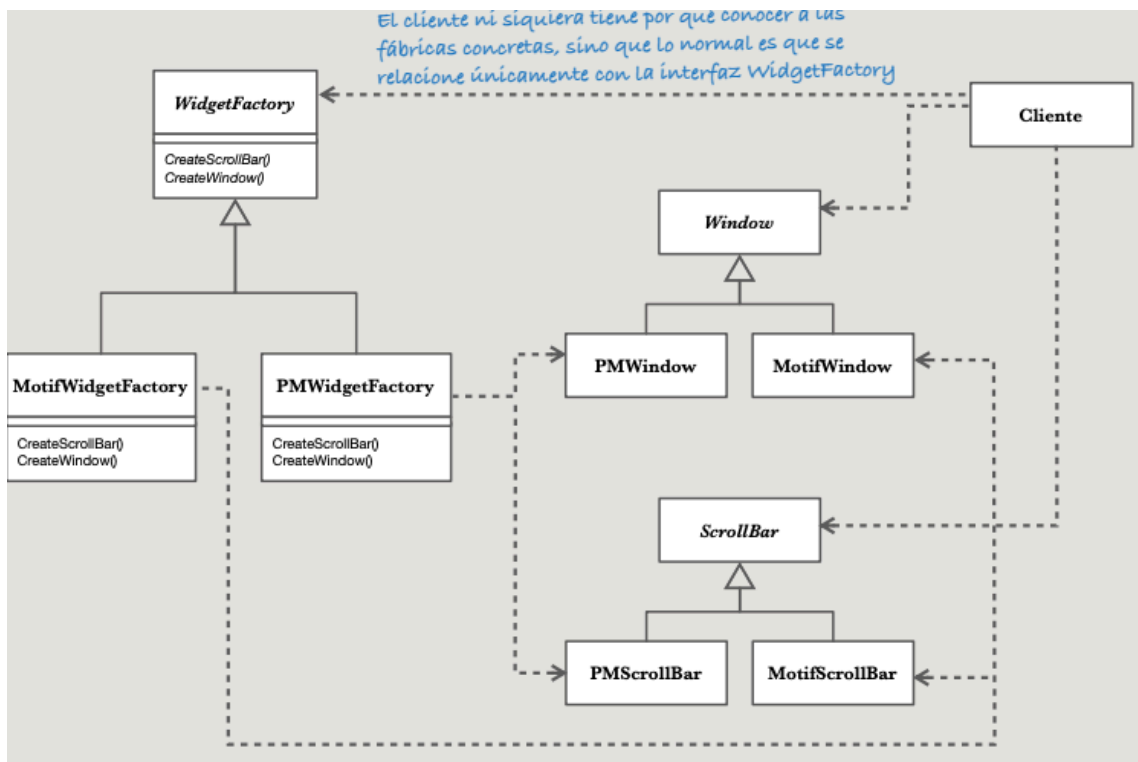 El cliente ni siquiera tiene por qué conocer a las
fábricas concretas, sino que lo normal es que se
relacione únicamente con la interfaz WidgetFactory
WidgetFactory
CreateScrollBar()
CreateWindow()
Cliente
Window
MotifWidgetFactory
CreateScrollBar()
CreateWindow()
PMWidgetFactory
CreateScrollBar()
CreateWindow()
PMWindow
MotifWindow
ScrollBar
PMScrollBar
MotifScrollBar